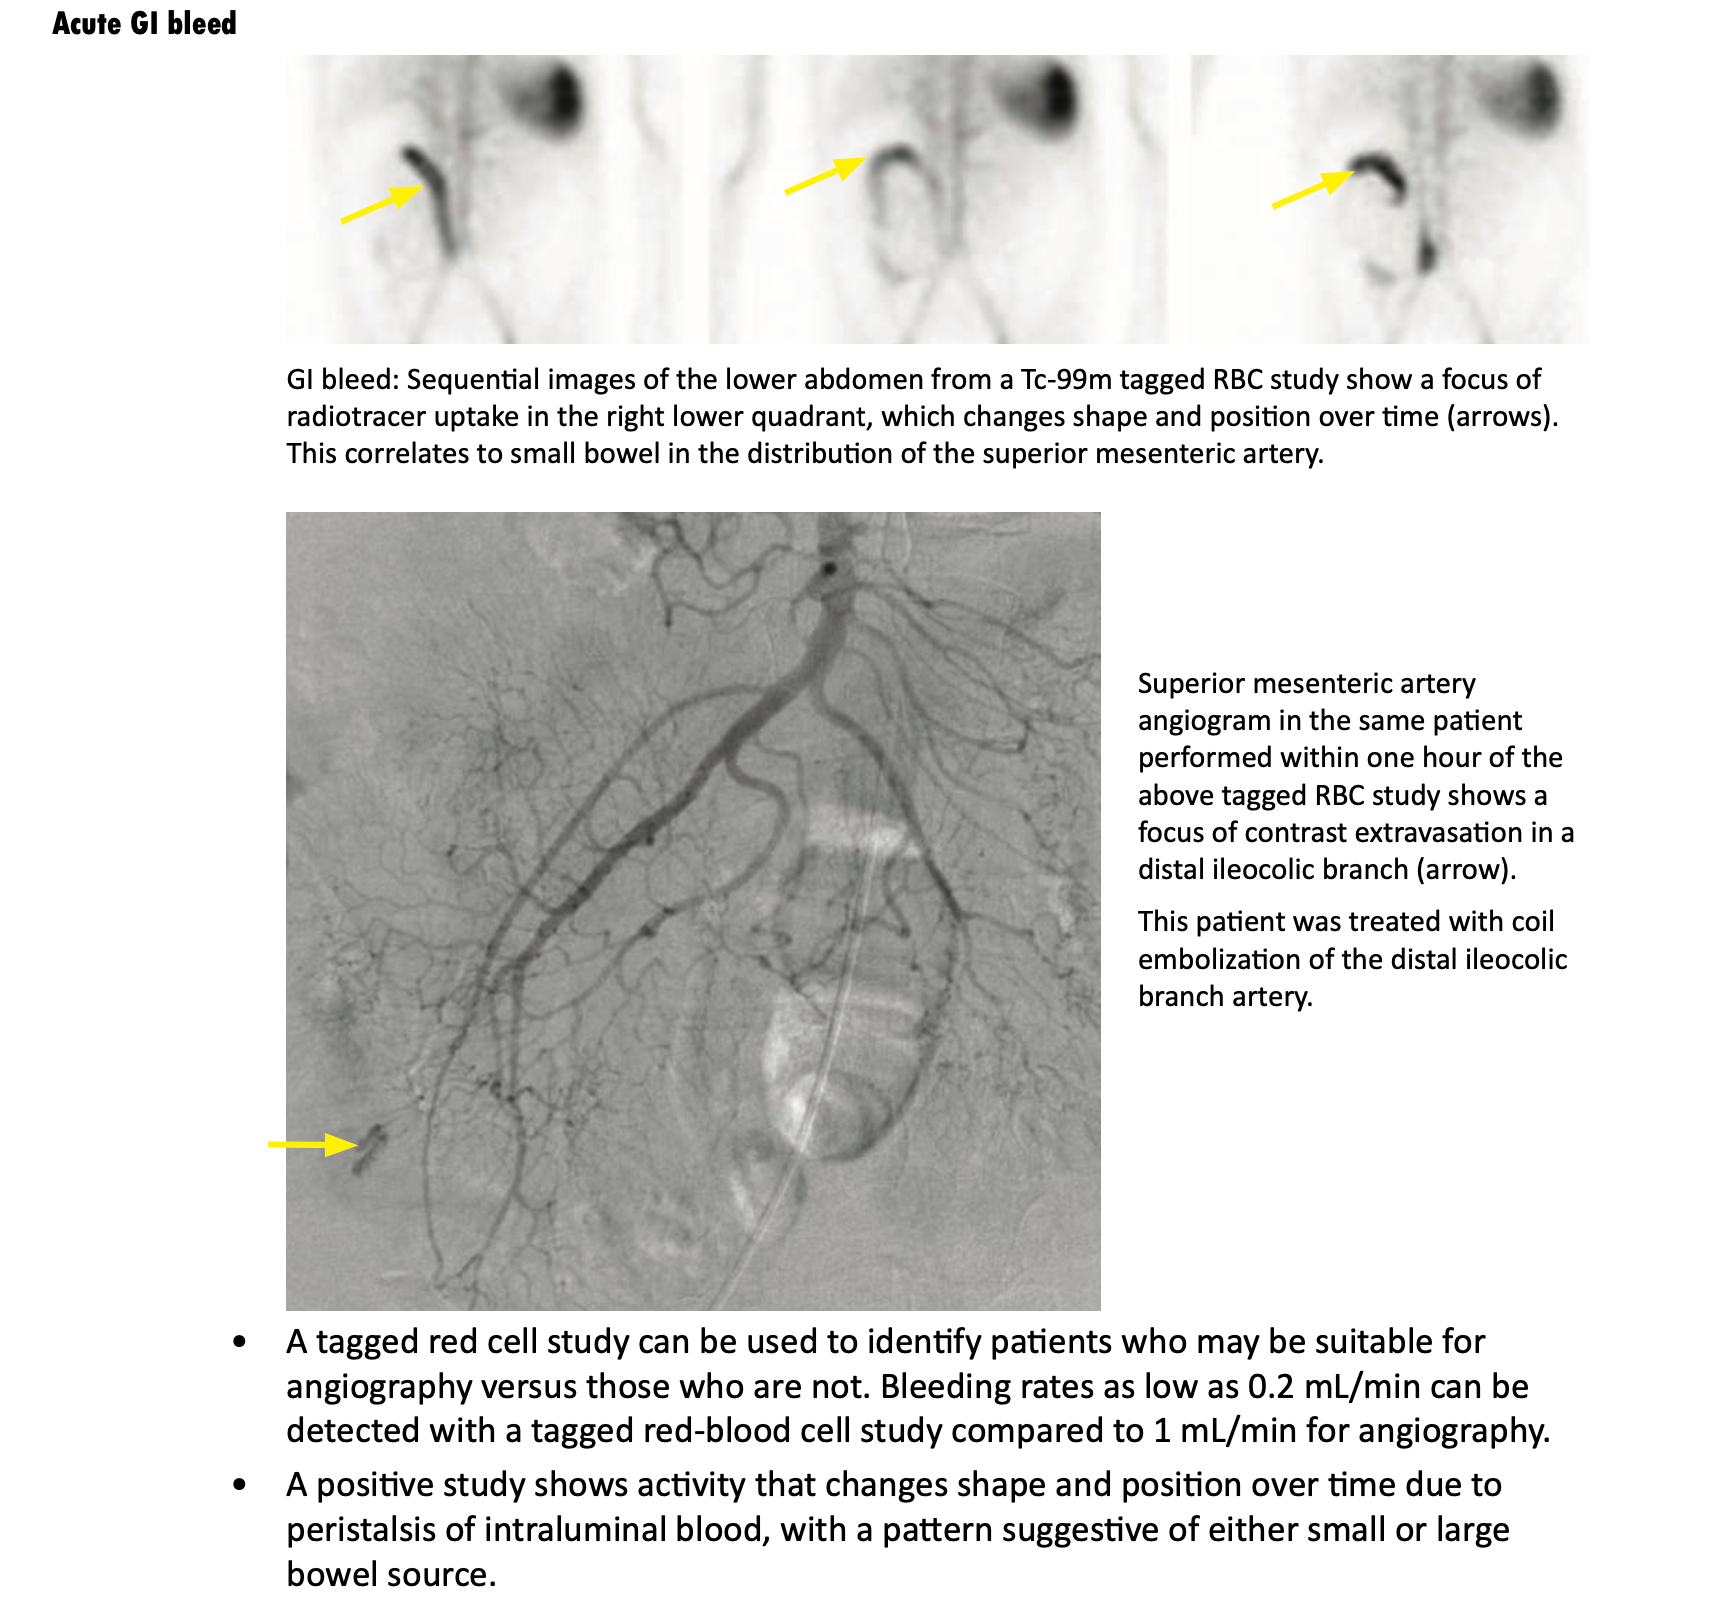 Acute GI bleed
GI bleed: Sequential images of the lower abdomen from a Tc-99m tagged RBC study show a focus of
radiotracer uptake in the right lower quadrant, which changes shape and position over time (arrows).
This correlates to small bowel in the distribution of the superior mesenteric artery.
Superior mesenteric artery
angiogram in the same patient
performed within one hour of the
above tagged RBC study shows a
focus of contrast extravasation in a
distal ileocolic branch (arrow).
This patient was treated with coil
embolization of the distal ileocolic
branch artery.
• A tagged red cell study can be used to identify patients who may be suitable for
angiography versus those who are not. Bleeding rates as low as 0.2 mL/min can be
detected with a tagged red-blood cell study compared to 1 mL/min for angiography.
• A positive study shows activity that changes shape and position over time due to
peristalsis of intraluminal blood, with a pattern suggestive of either small or large
bowel source.